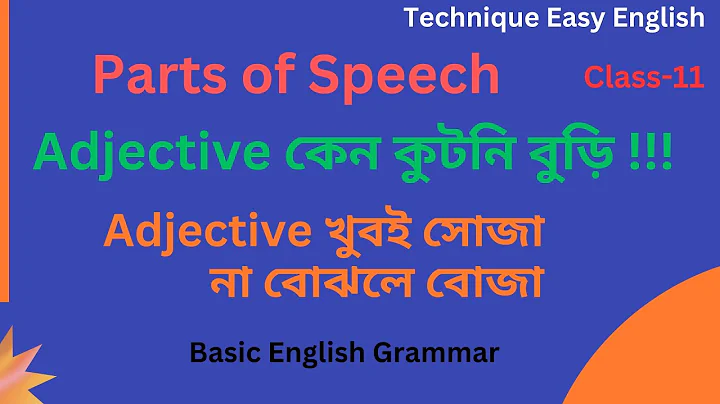 Technique Easy English
Parts of Speech
Class-11
Adjective কেন কুটনি বুড়ি !!!
Adjective খুবই সোজা
না বোঝলে বোজা
Basic English Grammar